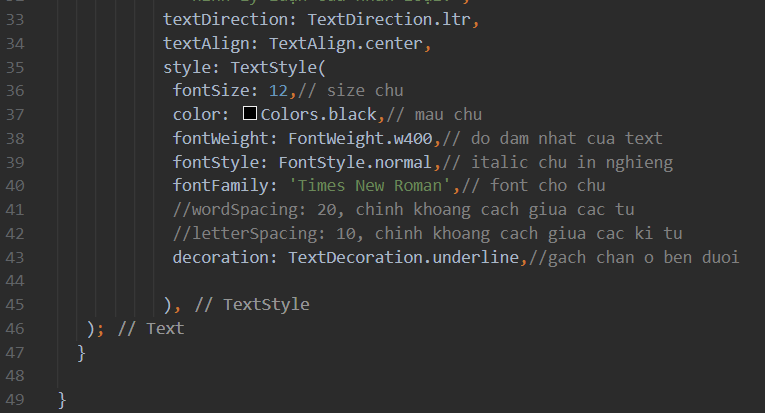 33 textDirection: TextDirection.ltr,
34 textAlign: TextAlign.center,
35 style: TextStyle(
36 fontSize: 12,// size chu
37 color: Colors.black,// mau chu
38 fontWeight: FontWeight.w400,// do dam nhat cua text
39 fontStyle: FontStyle.normal,// italic chu in nghieng
40 fontFamily: 'Times New Roman',// font cho chu
41 //wordSpacing: 20, chinh khoang cach giua cac tu
42 //letterSpacing: 10, chinh khoang cach giua cac ki tu
43 decoration: TextDecoration.underline,//gach chan o ben duoi
44
45 ), // TextStyle
46 ); // Text
47 }
48
49 }